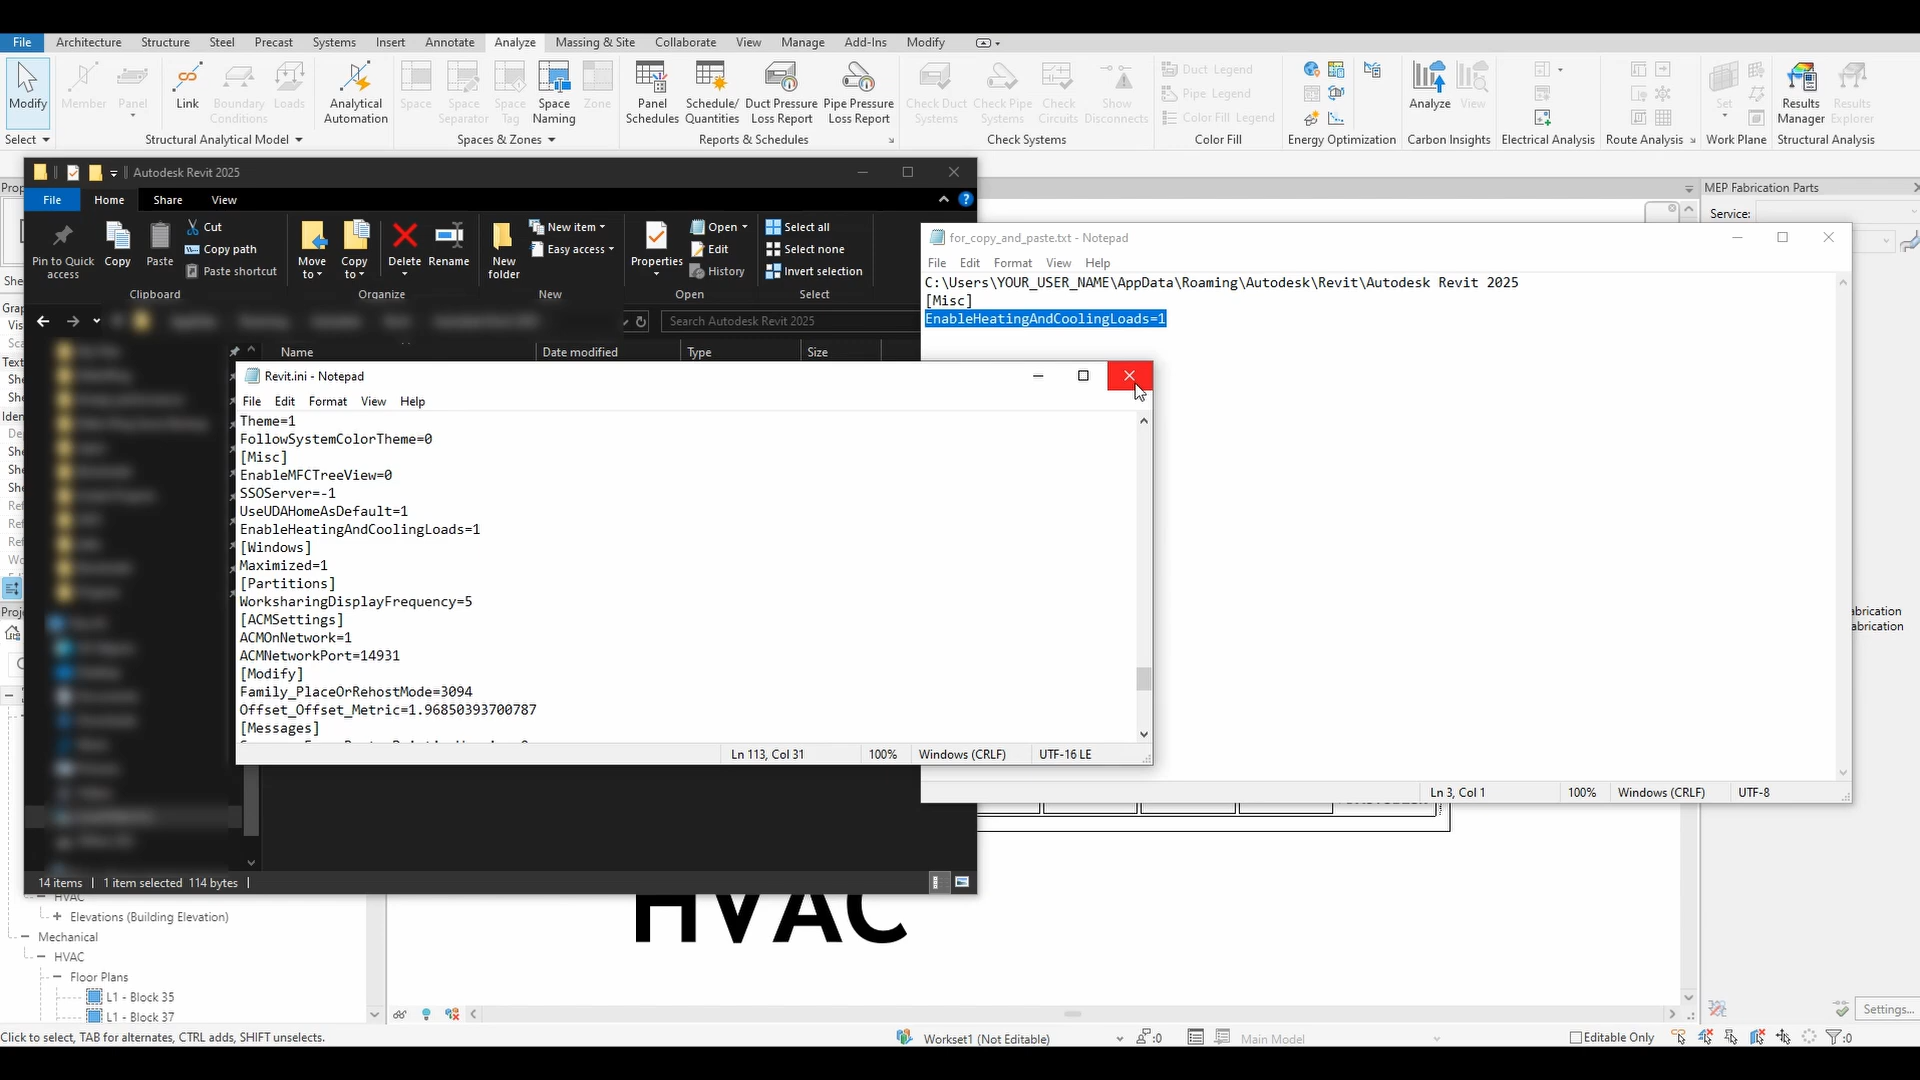 File Architecture Structure Steel Precast Systems Insert Annotate Analyze Massing & Site Collaborate View Manage Add-Ins Modify
Modify Member Panel Link Boundary Conditions Loads Analytical Automation Space Space Separator Space Tag Space Naming Zone Panel Schedules Schedule/ Quantities Duct Pressure Loss Report Pipe Pressure Loss Report Check Duct Systems Check Pipe Systems Check Circuits Show Disconnects
Duct Legend
Pipe Legend
Color Fill Legend
Analyze View Set Results Manager Results Explorer
Select Structural Analytical Model Spaces & Zones Reports & Schedules Check Systems Color Fill Energy Optimization Carbon Insights Electrical Analysis Route Analysis Work Plane Structural Analysis
Autodesk Revit 2025
File Home Share View
Pin to Quick access Copy Paste
Cut
Copy path
Paste shortcut
Move to Copy to Delete Rename New folder
New item
Easy access
Properties
Open
Edit
History
Select all
Select none
Invert selection
Clipboard Organize New Open Select
Search Autodesk Revit 2025
Name Date modified Type Size
14 items 1 item selected 114 bytes
MEP Fabrication Parts
Service:
for_copy_and_paste.txt - Notepad
File Edit Format View Help
C:\Users\YOUR_USER_NAME\AppData\Roaming\Autodesk\Revit\Autodesk Revit 2025
[Misc]
EnableHeatingAndCoolingLoads=1
Ln 3, Col 1 100% Windows (CRLF) UTF-8
Revit.ini - Notepad
File Edit Format View Help
Theme=1
FollowSystemColorTheme=0
[Misc]
EnableMFCTreeView=0
SSOServer=-1
UseUDAHomeAsDefault=1
EnableHeatingAndCoolingLoads=1
[Windows]
Maximized=1
[Partitions]
WorksharingDisplayFrequency=5
[ACMSettings]
ACMOnNetwork=1
ACMNetworkPort=14931
[Modify]
Family_PlaceOrRehostMode=3094
Offset_Offset_Metric=1.96850393700787
[Messages]
Ln 113, Col 31 100% Windows (CRLF) UTF-16 LE
HVAC
HVAC
Elevations (Building Elevation)
Mechanical
HVAC
Floor Plans
L1 - Block 35
L1 - Block 37
Settings...
Click to select, TAB for alternates, CTRL adds, SHIFT unselects.
Workset1 (Not Editable) :0 Main Model Editable Only :0